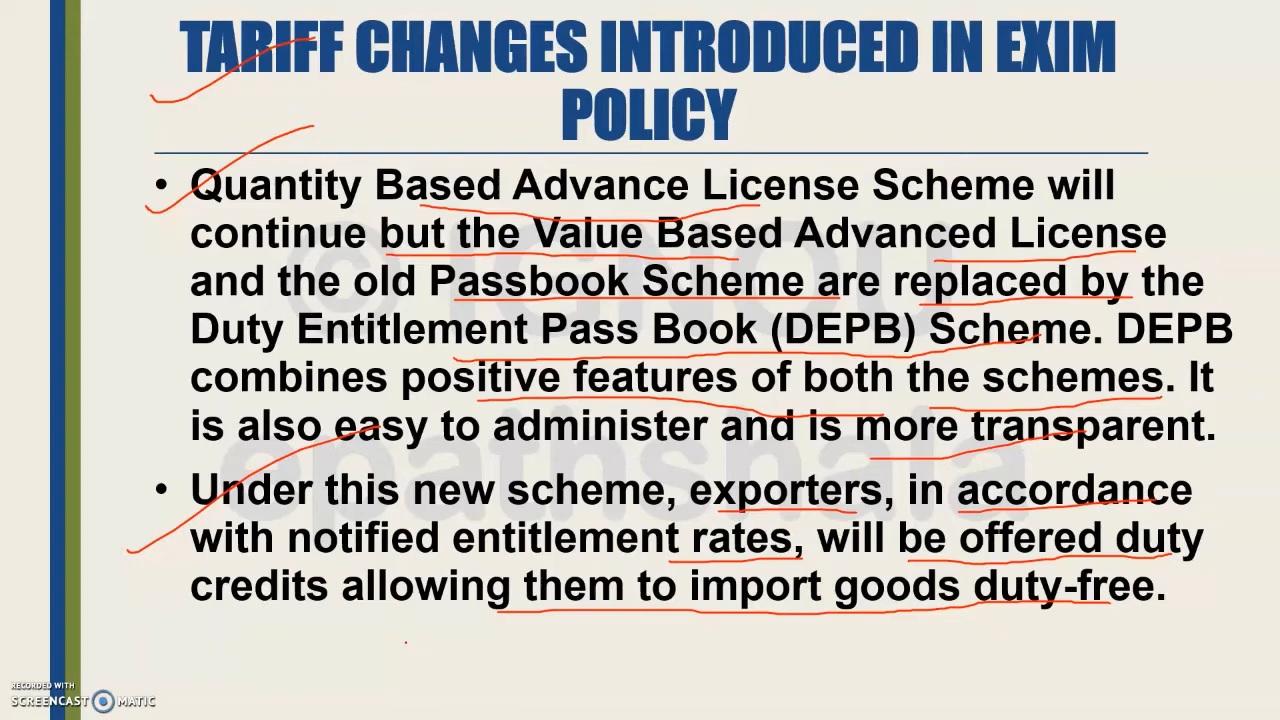 TARIFF CHANGES INTRODUCED IN EXIM
POLICY
• Quantity Based Advance License Scheme will
continue but the Value Based Advanced License
and the old Passbook Scheme are replaced by the
Duty Entitlement Pass Book (DEPB) Scheme. DEPB
combines positive features of both the schemes. It
is also easy to administer and is more transparent.
• Under this new scheme, exporters, in accordance
with notified entitlement rates, will be offered duty
credits allowing them to import goods duty-free.
© IGNOU
epathshala
RECORDED WITH
SCREENCAST MATIC